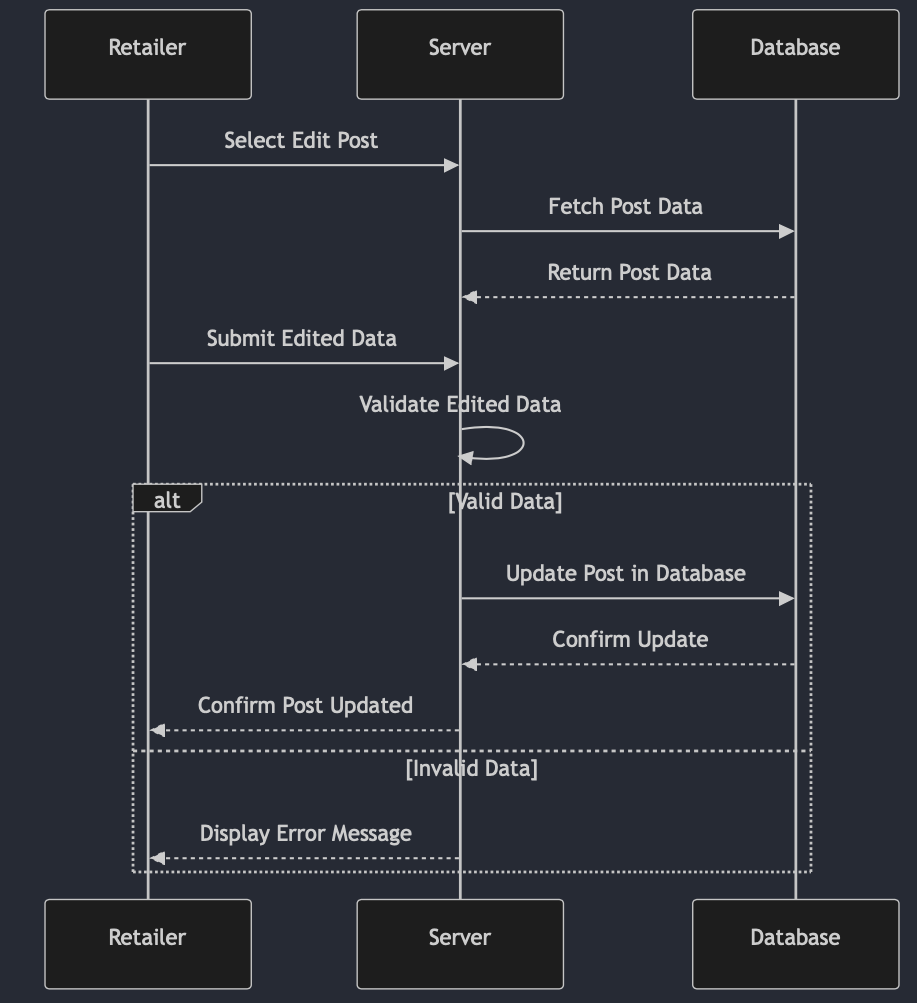 Retailer
Server
Database
Select Edit Post
Fetch Post Data
Return Post Data
Submit Edited Data
Validate Edited Data
alt
[Valid Data]
Update Post in Database
Confirm Update
Confirm Post Updated
[Invalid Data]
Display Error Message
Retailer
Server
Database